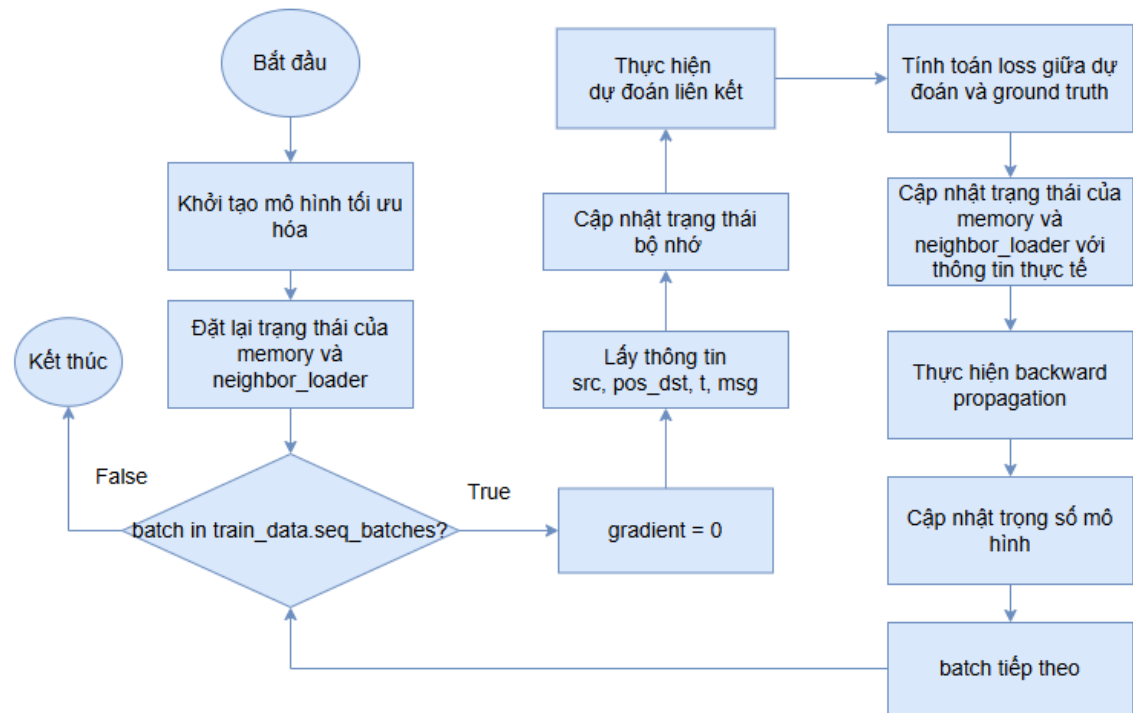 Bắt đầu
Khởi tạo mô hình tối ưu
hóa
Đặt lại trạng thái của
memory và
neighbor_loader
Kết thúc
False
batch in train_data.seq_batches?
True
gradient = 0
Lấy thông tin
src, pos_dst, t, msg
Cập nhật trạng thái
bộ nhớ
Thực hiện
dự đoán liên kết
Tính toán loss giữa dự
đoán và ground truth
Cập nhật trạng thái của
memory và
neighbor_loader với
thông tin thực tế
Thực hiện backward
propagation
Cập nhật trọng số mô
hình
batch tiếp theo